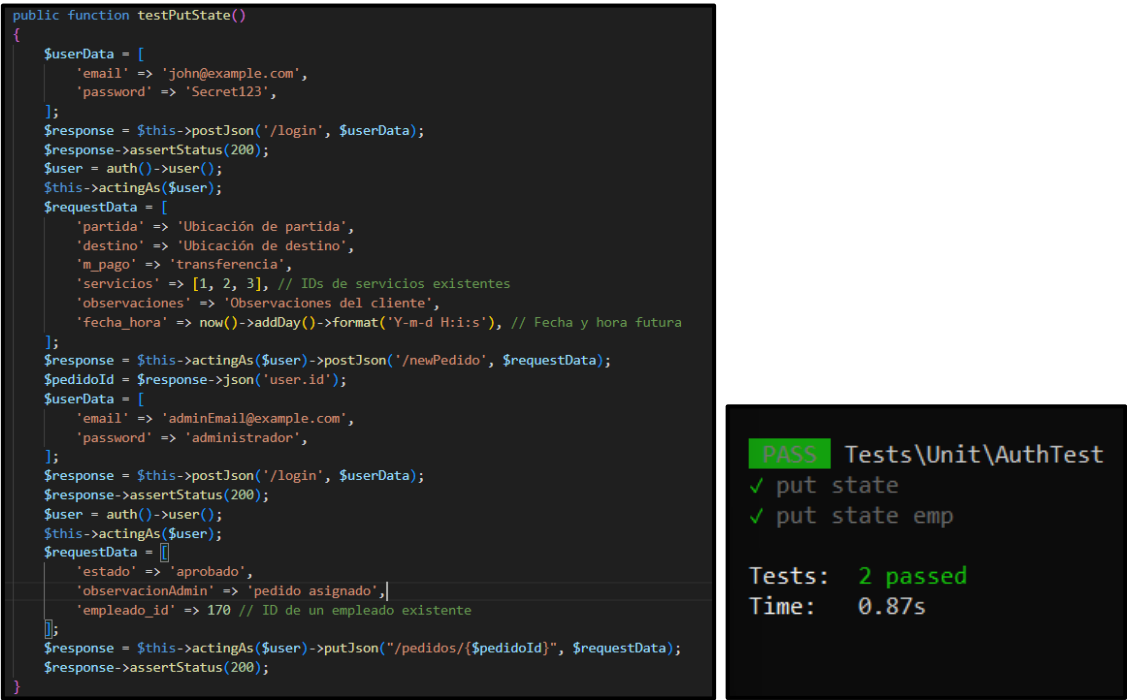 public function testPutState()
{
    $userData = [
        'email' => 'john@example.com',
        'password' => 'Secret123',
    ];
    $response = $this->postJson('/login', $userData);
    $response->assertStatus(200);
    $user = auth()->user();
    $this->actingAs($user);
    $requestData = [
        'partida' => 'Ubicación de partida',
        'destino' => 'Ubicación de destino',
        'm_pago' => 'transferencia',
        'servicios' => [1, 2, 3], // IDs de servicios existentes
        'observaciones' => 'Observaciones del cliente',
        'fecha_hora' => now()->addDay()->format('Y-m-d H:i:s'), // Fecha y hora futura
    ];
    $response = $this->actingAs($user)->postJson('/newPedido', $requestData);
    $pedidoId = $response->json('user.id');
    $userData = [
        'email' => 'adminEmail@example.com',
        'password' => 'administrador',
    ];
    $response = $this->postJson('/login', $userData);
    $response->assertStatus(200);
    $user = auth()->user();
    $this->actingAs($user);
    $requestData = [
        'estado' => 'aprobado',
        'observacionAdmin' => 'pedido asignado',
        'empleado_id' => 170 // ID de un empleado existente
    ];
    $response = $this->actingAs($user)->putJson("/pedidos/{$pedidoId}", $requestData);
    $response->assertStatus(200);
}
PASS Tests\Unit\AuthTest
✓ put state
✓ put state emp
Tests: 2 passed
Time: 0.87s